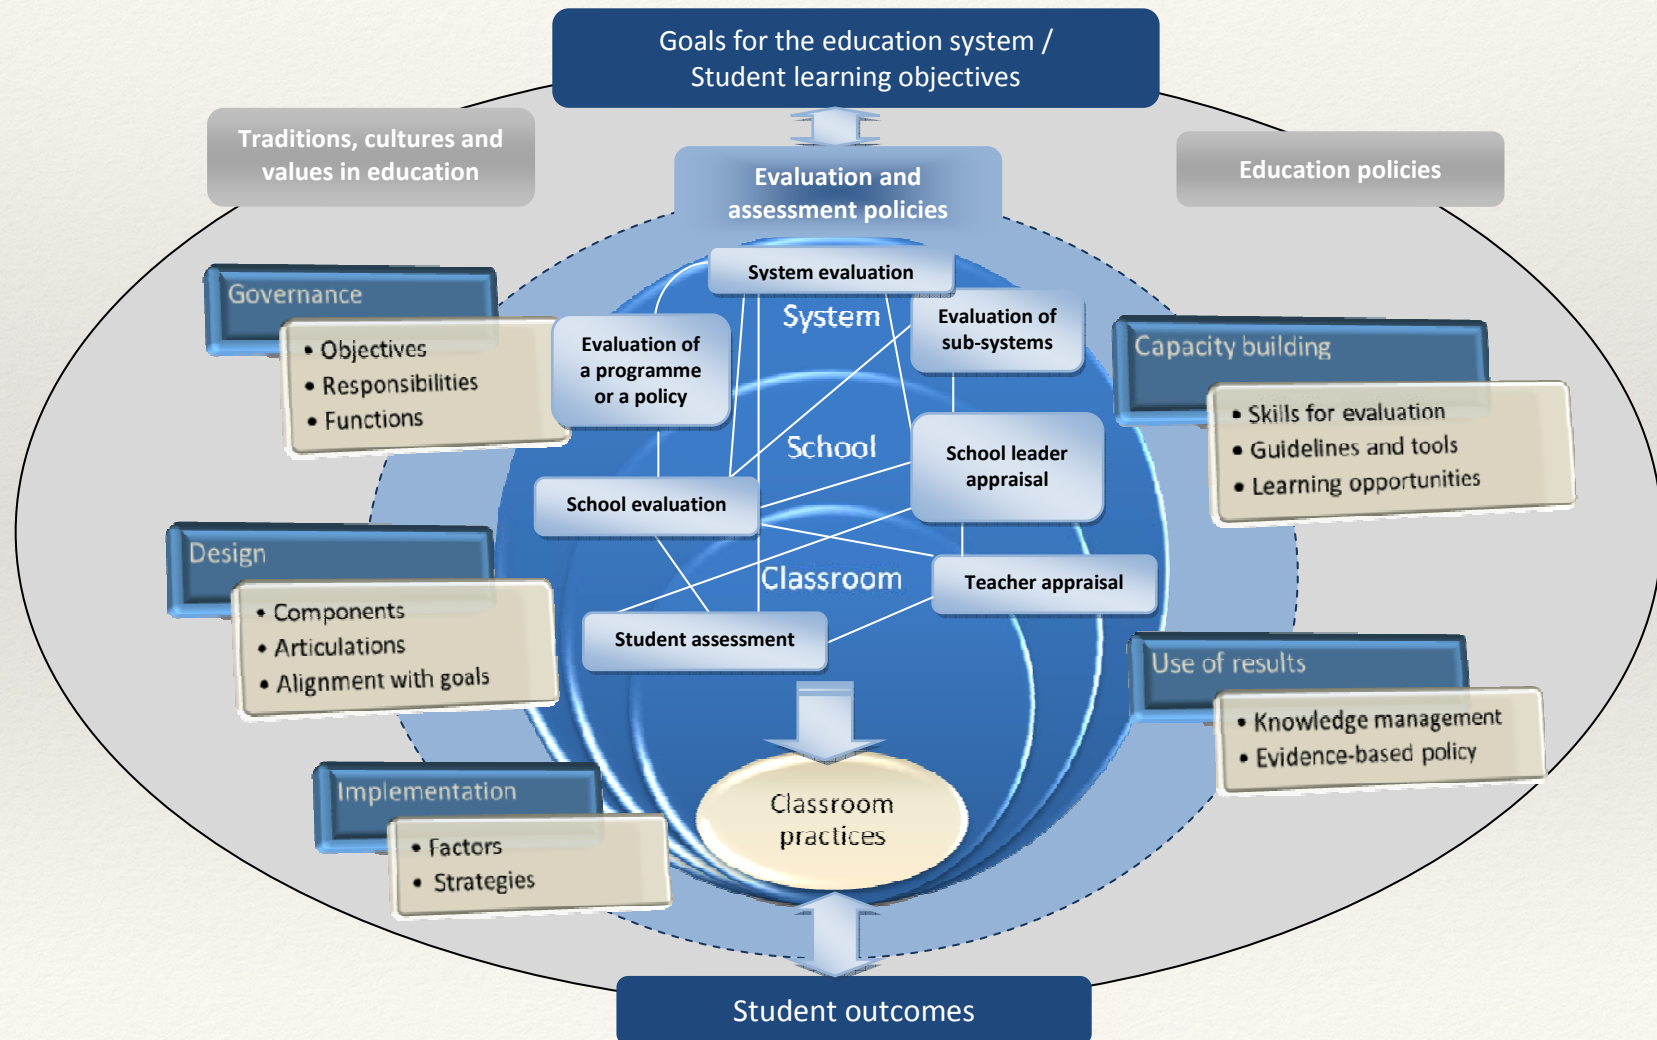 Goals for the education system /
Student learning objectives
Traditions, cultures and
values in education
Evaluation and
assessment policies
Education policies
System evaluation
System
Evaluation of
a programme
or a policy
Evaluation of
sub-systems
School
School evaluation
School leader
appraisal
Classroom
Teacher appraisal
Student assessment
Governance
• Objectives
• Responsibilities
• Functions
Design
• Components
• Articulations
• Alignment with goals
Implementation
• Factors
• Strategies
Capacity building
• Skills for evaluation
• Guidelines and tools
• Learning opportunities
Use of results
• Knowledge management
• Evidence-based policy
Classroom
practices
Student outcomes